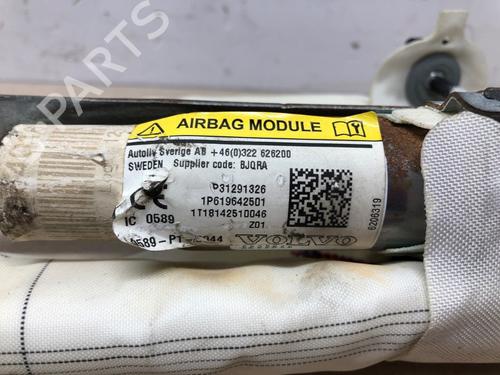 AIRBAG MODULE
Autoliv Sverige AB +46(0)322 626200
SWEDEN Supplier code: BJQRA
P31291326
1P619642501
IC 0589
1T18142510046
Z01
VOLVO
6206319
B-PARTS